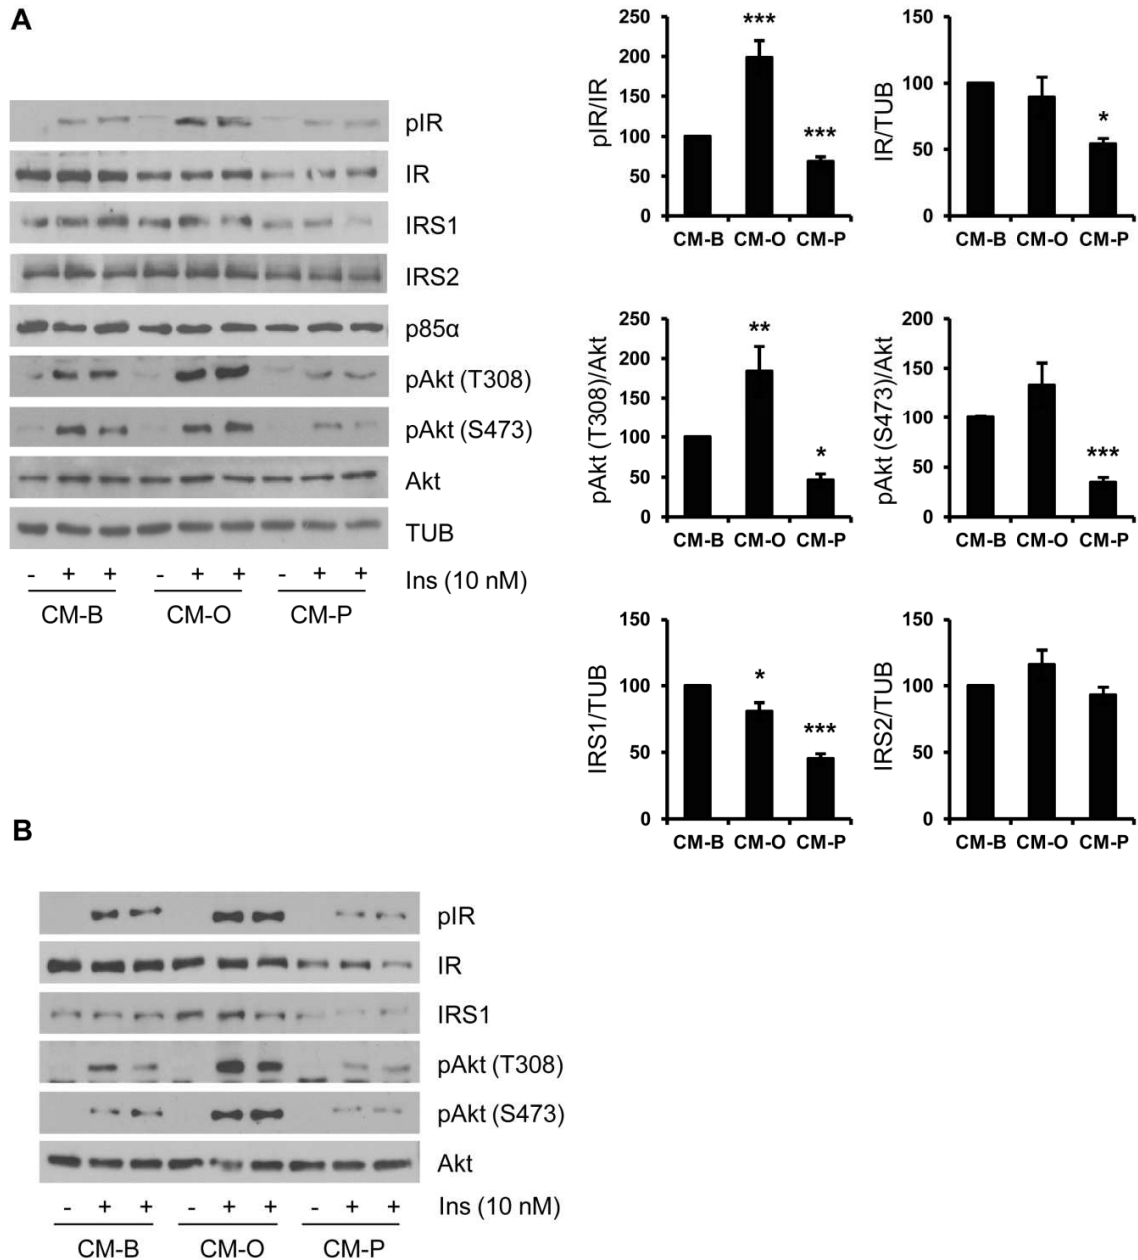 A
pIR
IR
IRS1
IRS2
p85α
pAkt (T308)
pAkt (S473)
Akt
TUB
- + + - + + - + + Ins (10 nM)
CM-B CM-O CM-P
pIR/IR
250
200
150
100
50
0
*** ***
CM-B CM-O CM-P
IR/TUB
150
100
50
0
*
CM-B CM-O CM-P
pAkt (T308)/Akt
250
200
150
100
50
0
** *
CM-B CM-O CM-P
pAkt (S473)/Akt
200
150
100
50
0
***
CM-B CM-O CM-P
IRS1/TUB
150
100
50
0
* ***
CM-B CM-O CM-P
IRS2/TUB
150
100
50
0
CM-B CM-O CM-P
B
pIR
IR
IRS1
pAkt (T308)
pAkt (S473)
Akt
- + + - + + - + + Ins (10 nM)
CM-B CM-O CM-P